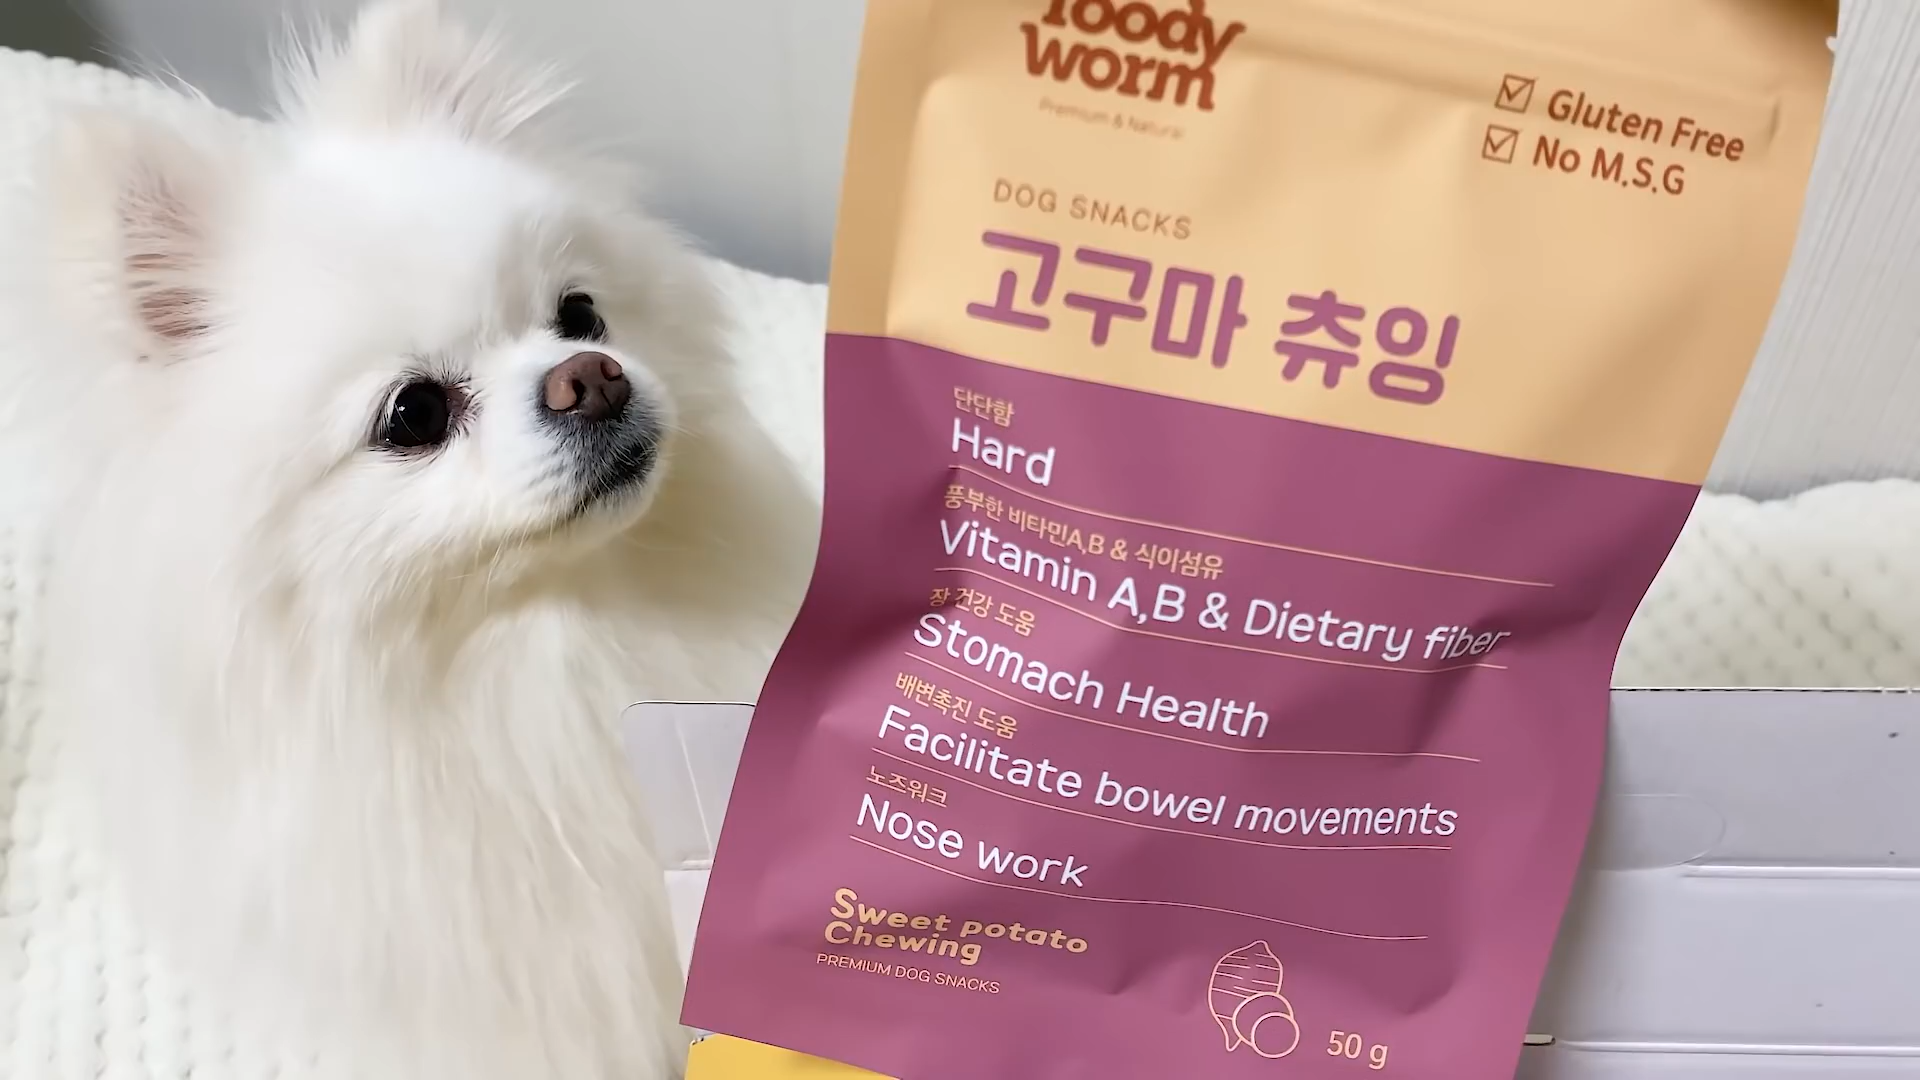 foody
worm
Premium & Natural
Gluten Free
No M.S.G
DOG SNACKS
고구마 츄잉
단단함
Hard
풍부한 비타민A,B & 식이섬유
Vitamin A,B & Dietary fiber
장 건강 도움
Stomach Health
배변촉진 도움
Facilitate bowel movements
노즈워크
Nose work
Sweet potato
Chewing
PREMIUM DOG SNACKS
50 g